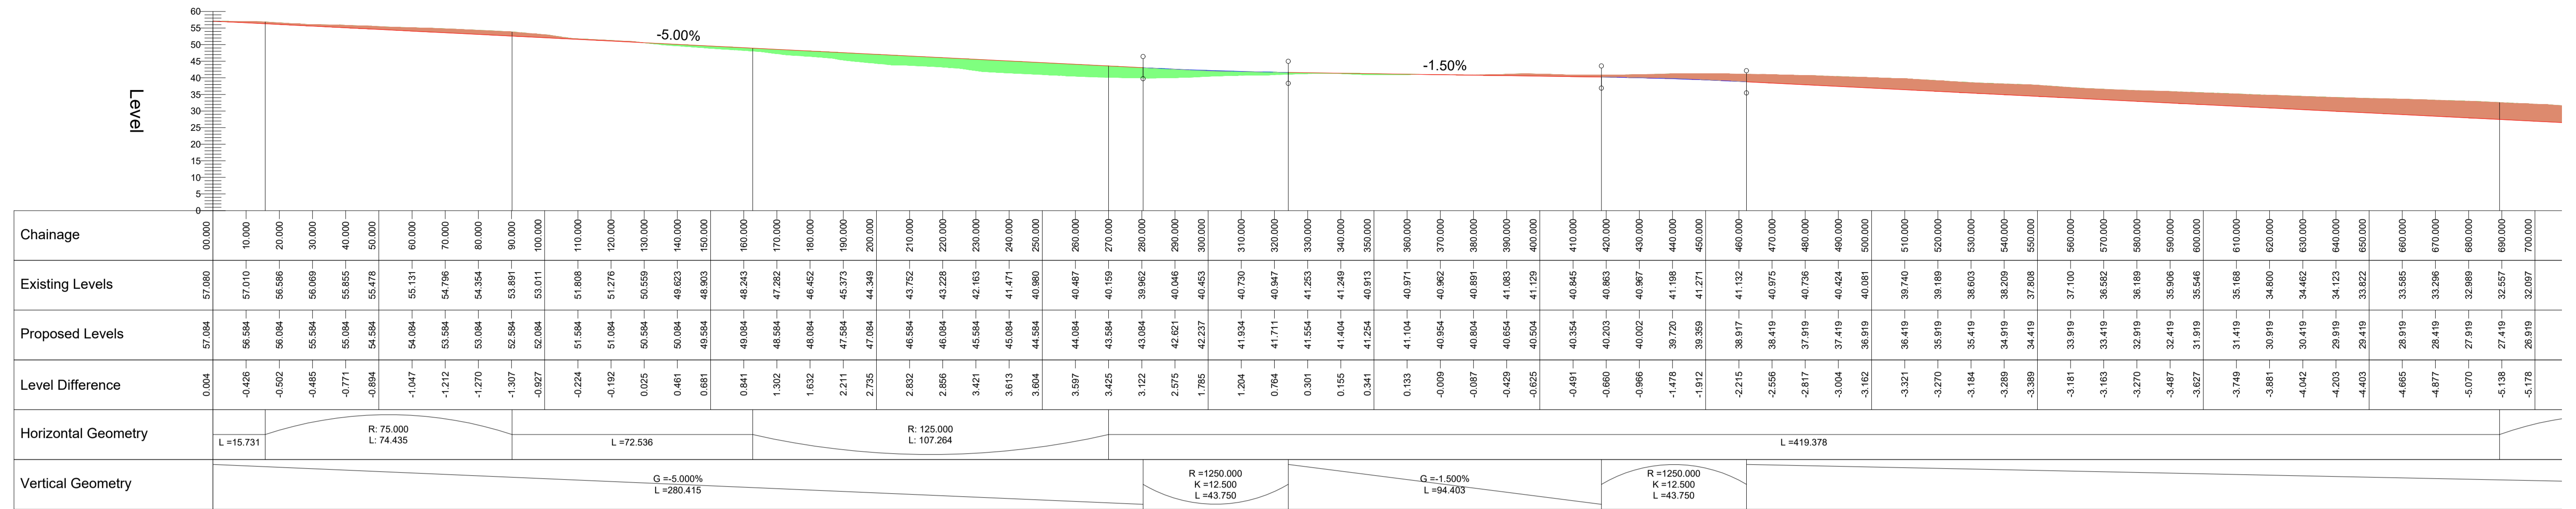 60
55
50
45
40
35
30
25
20
15
10
5
0
Level
-5.00%
-1.50%
Chainage 00.000 10.000 20.000 30.000 40.000 50.000 60.000 70.000 80.000 90.000 100.000 110.000 120.000 130.000 140.000 150.000 160.000 170.000 180.000 190.000 200.000 210.000 220.000 230.000 240.000 250.000 260.000 270.000 280.000 290.000 300.000 310.000 320.000 330.000 340.000 350.000 360.000 370.000 380.000 390.000 400.000 410.000 420.000 430.000 440.000 450.000 460.000 470.000 480.000 490.000 500.000 510.000 520.000 530.000 540.000 550.000 560.000 570.000 580.000 590.000 600.000 610.000 620.000 630.000 640.000 650.000 660.000 670.000 680.000 690.000 700.000
Existing Levels 57.080 57.010 56.586 56.069 55.855 55.478 55.131 54.796 54.354 53.891 53.011 51.808 51.276 50.559 49.623 48.903 48.243 47.282 46.452 45.373 44.349 43.752 43.228 42.163 41.471 40.980 40.487 40.159 39.962 40.046 40.453 40.730 40.947 41.253 41.249 40.913 40.971 40.962 40.891 41.083 41.129 40.845 40.863 40.967 41.198 41.271 41.132 40.975 40.736 40.424 40.081 39.740 39.189 38.603 38.209 37.808 37.100 36.582 36.189 35.906 35.546 35.168 34.800 34.462 34.123 33.822 33.585 33.296 32.989 32.557 32.097
Proposed Levels 57.084 56.584 56.084 55.584 55.084 54.584 54.084 53.584 53.084 52.584 52.084 51.584 51.084 50.584 50.084 49.584 49.084 48.584 48.084 47.584 47.084 46.584 46.084 45.584 45.084 44.584 44.084 43.584 43.084 42.621 42.237 41.934 41.711 41.554 41.404 41.254 41.104 40.954 40.804 40.654 40.504 40.354 40.203 40.002 39.720 39.359 38.917 38.419 37.919 37.419 36.919 36.419 35.919 35.419 34.919 34.419 33.919 33.419 32.919 32.419 31.919 31.419 30.919 30.419 29.919 29.419 28.919 28.419 27.919 27.419 26.919
Level Difference 0.004 -0.426 -0.502 -0.485 -0.771 -0.894 -1.047 -1.212 -1.270 -1.307 -0.927 -0.224 -0.192 0.025 0.461 0.681 0.841 1.302 1.632 2.211 2.735 2.832 2.856 3.421 3.613 3.604 3.597 3.425 3.122 2.575 1.785 1.204 0.764 0.301 0.155 0.341 0.133 -0.009 -0.087 -0.429 -0.625 -0.491 -0.660 -0.966 -1.478 -1.912 -2.215 -2.556 -2.817 -3.004 -3.162 -3.321 -3.270 -3.184 -3.289 -3.389 -3.181 -3.163 -3.270 -3.487 -3.627 -3.749 -3.881 -4.042 -4.203 -4.403 -4.665 -4.877 -5.070 -5.138 -5.178
Horizontal Geometry
L =15.731
R: 75.000
L: 74.435
L =72.536
R: 125.000
L: 107.264
L =419.378
Vertical Geometry
G =-5.000%
L =280.415
R =1250.000
K =12.500
L =43.750
G =-1.500%
L =94.403
R =1250.000
K =12.500
L =43.750